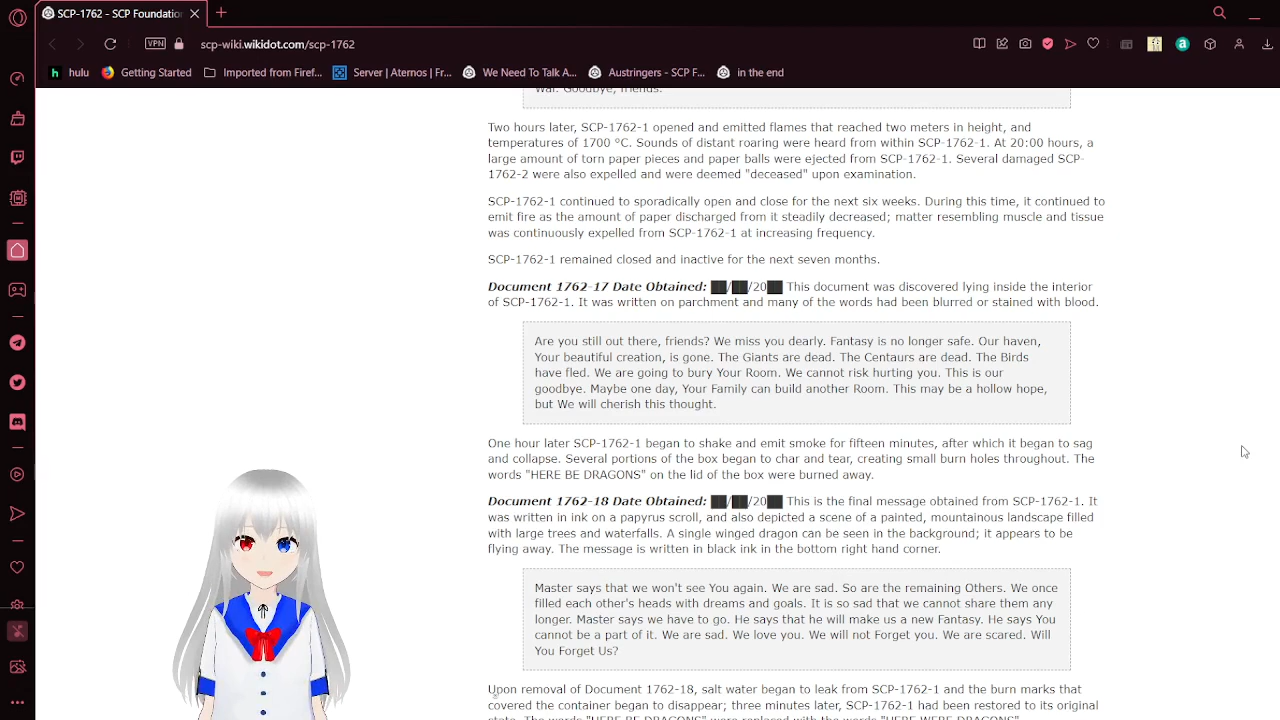 SCP-1762 - SCP Foundation
VPN
scp-wiki.wikidot.com/scp-1762
h hulu
Getting Started
Imported from Firef...
Server | Aternos | Fr...
We Need To Talk A...
Austringers - SCP F...
in the end
war. Goodbye, friends.
Two hours later, SCP-1762-1 opened and emitted flames that reached two meters in height, and
temperatures of 1700 °C. Sounds of distant roaring were heard from within SCP-1762-1. At 20:00 hours, a
large amount of torn paper pieces and paper balls were ejected from SCP-1762-1. Several damaged SCP-
1762-2 were also expelled and were deemed "deceased" upon examination.
SCP-1762-1 continued to sporadically open and close for the next six weeks. During this time, it continued to
emit fire as the amount of paper discharged from it steadily decreased; matter resembling muscle and tissue
was continuously expelled from SCP-1762-1 at increasing frequency.
SCP-1762-1 remained closed and inactive for the next seven months.
Document 1762-17 Date Obtained: ██/██/20██ This document was discovered lying inside the interior
of SCP-1762-1. It was written on parchment and many of the words had been blurred or stained with blood.
Are you still out there, friends? We miss you dearly. Fantasy is no longer safe. Our haven,
Your beautiful creation, is gone. The Giants are dead. The Centaurs are dead. The Birds
have fled. We are going to bury Your Room. We cannot risk hurting you. This is our
goodbye. Maybe one day, Your Family can build another Room. This may be a hollow hope,
but We will cherish this thought.
One hour later SCP-1762-1 began to shake and emit smoke for fifteen minutes, after which it began to sag
and collapse. Several portions of the box began to char and tear, creating small burn holes throughout. The
words "HERE BE DRAGONS" on the lid of the box were burned away.
Document 1762-18 Date Obtained: ██/██/20██ This is the final message obtained from SCP-1762-1. It
was written in ink on a papyrus scroll, and also depicted a scene of a painted, mountainous landscape filled
with large trees and waterfalls. A single winged dragon can be seen in the background; it appears to be
flying away. The message is written in black ink in the bottom right hand corner.
Master says that we won't see You again. We are sad. So are the remaining Others. We once
filled each other's heads with dreams and goals. It is so sad that we cannot share them any
longer. Master says we have to go. He says that he will make us a new Fantasy. He says You
cannot be a part of it. We are sad. We love you. We will not Forget you. We are scared. Will
You Forget Us?
Upon removal of Document 1762-18, salt water began to leak from SCP-1762-1 and the burn marks that
covered the container began to disappear; three minutes later, SCP-1762-1 had been restored to its original
state. The words "HERE BE DRAGONS" were replaced with the words "HERE WERE DRAGONS".